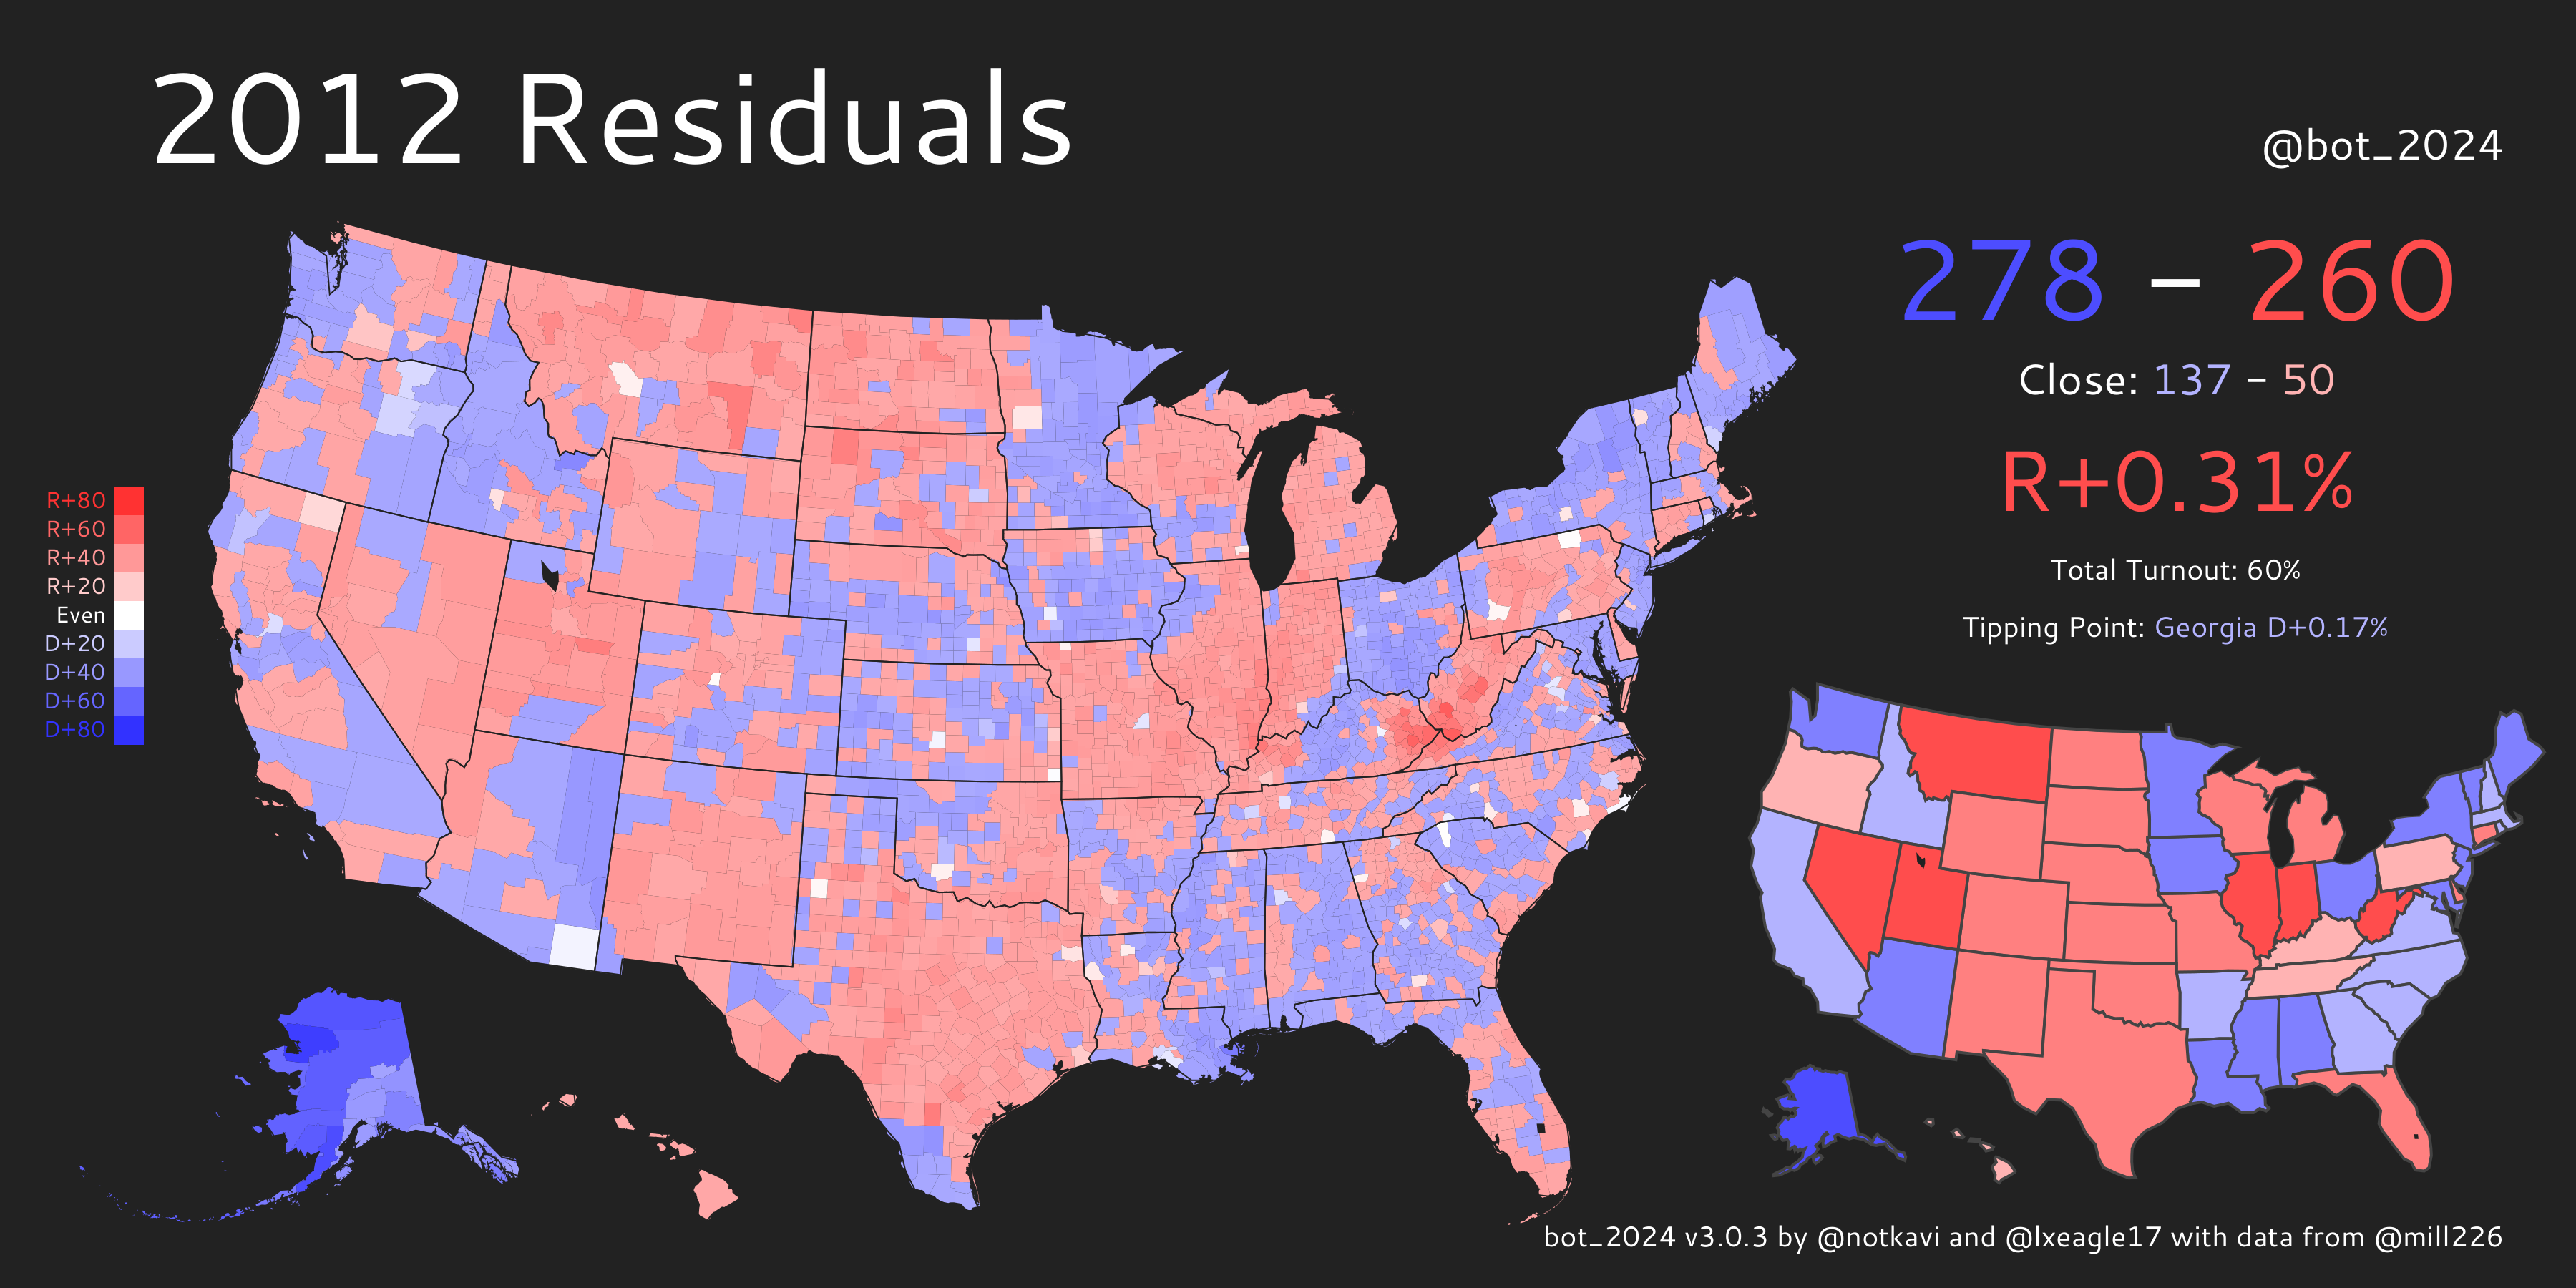 2012 Residuals
@bot_2024
278 – 260
Close: 137 - 50
R+0.31%
Total Turnout: 60%
Tipping Point: Georgia D+0.17%
R+80
R+60
R+40
R+20
Even
D+20
D+40
D+60
D+80
bot_2024 v3.0.3 by @notkavi and @lxeagle17 with data from @mill226